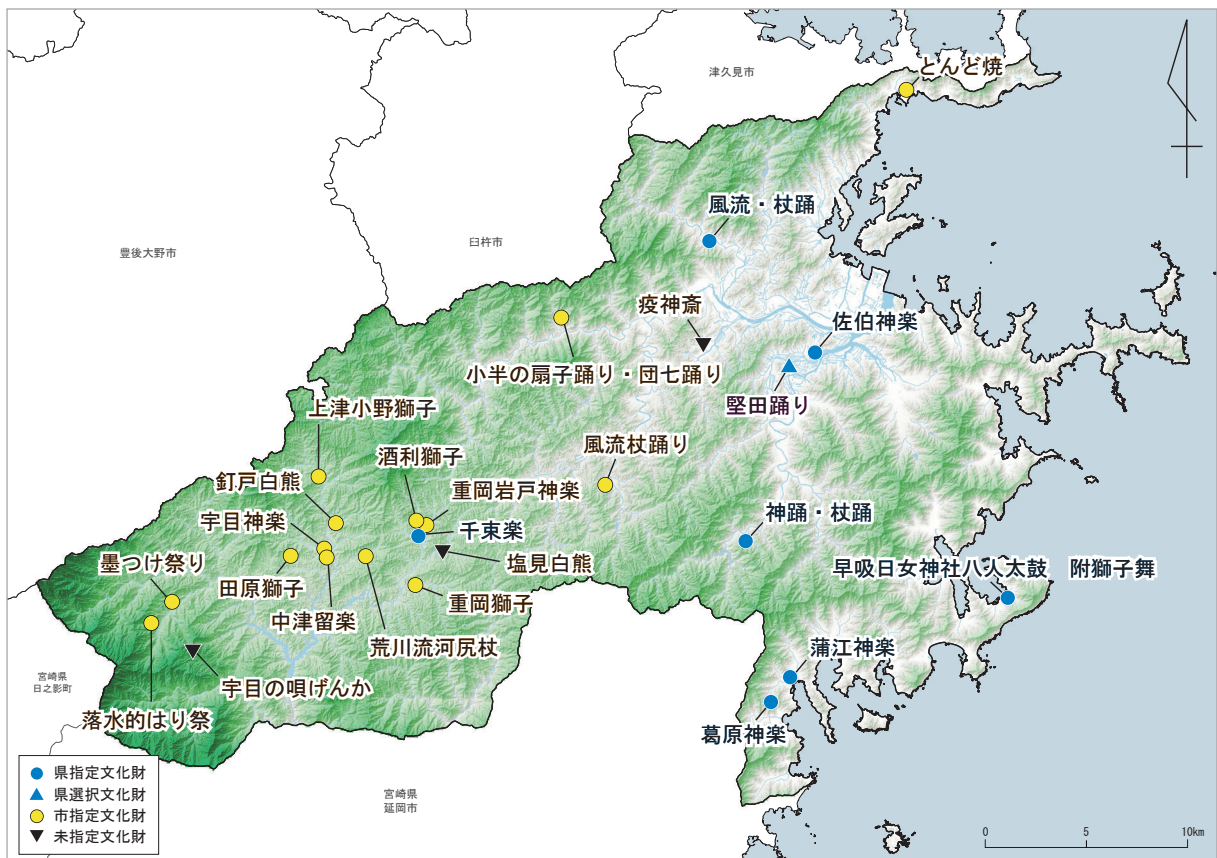 津久見市
とんど焼
風流・杖踊
豊後大野市
臼杵市
疫神斎
佐伯神楽
小半の扇子踊り・団七踊り
堅田踊り
上津小野獅子
酒利獅子
風流杖踊り
釘戸白熊
重岡岩戸神楽
宇目神楽
千束楽
神踊・杖踊
墨つけ祭り
塩見白熊
早吸日女神社八人太鼓 附獅子舞
田原獅子
重岡獅子
中津留楽
荒川流河尻杖
蒲江神楽
宮崎県
日之影町
宇目の唄げんか
落水的はり祭
葛原神楽
県指定文化財
県選択文化財
市指定文化財
未指定文化財
宮崎県
延岡市
0 5 10km